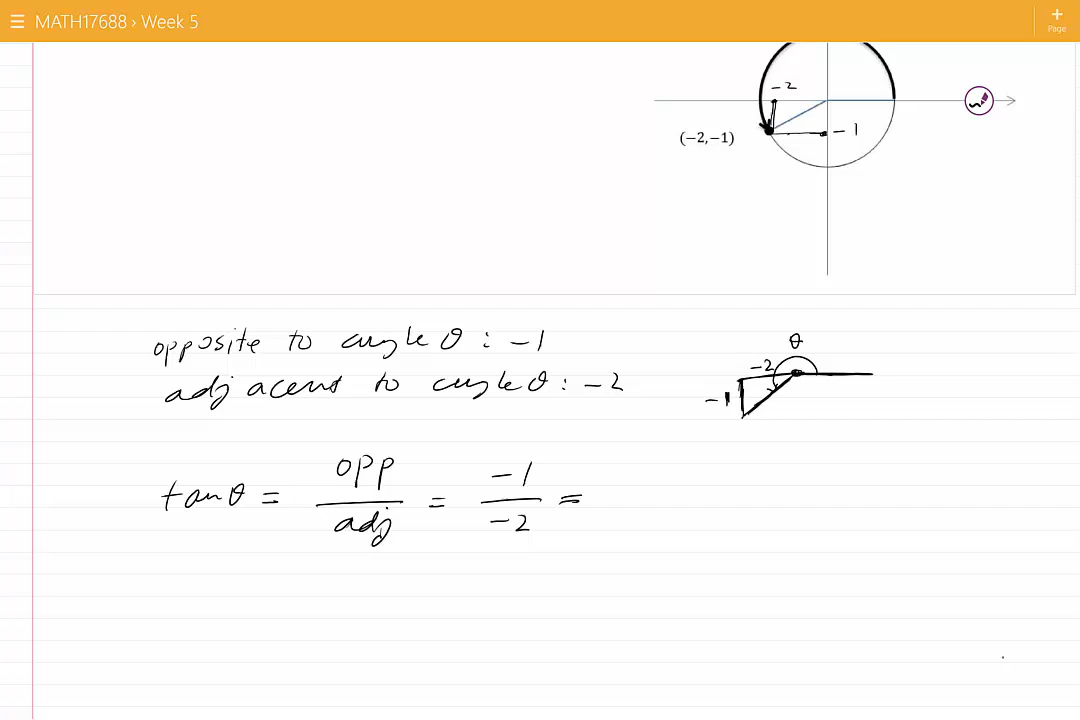 ☰ MATH17688 › Week 5
+
Page
-2
(-2,-1)
-1
opposite to angle θ : -1
adjacent to angle θ : -2
θ
-2
-1
tan θ = opp/adj = -1/-2 =